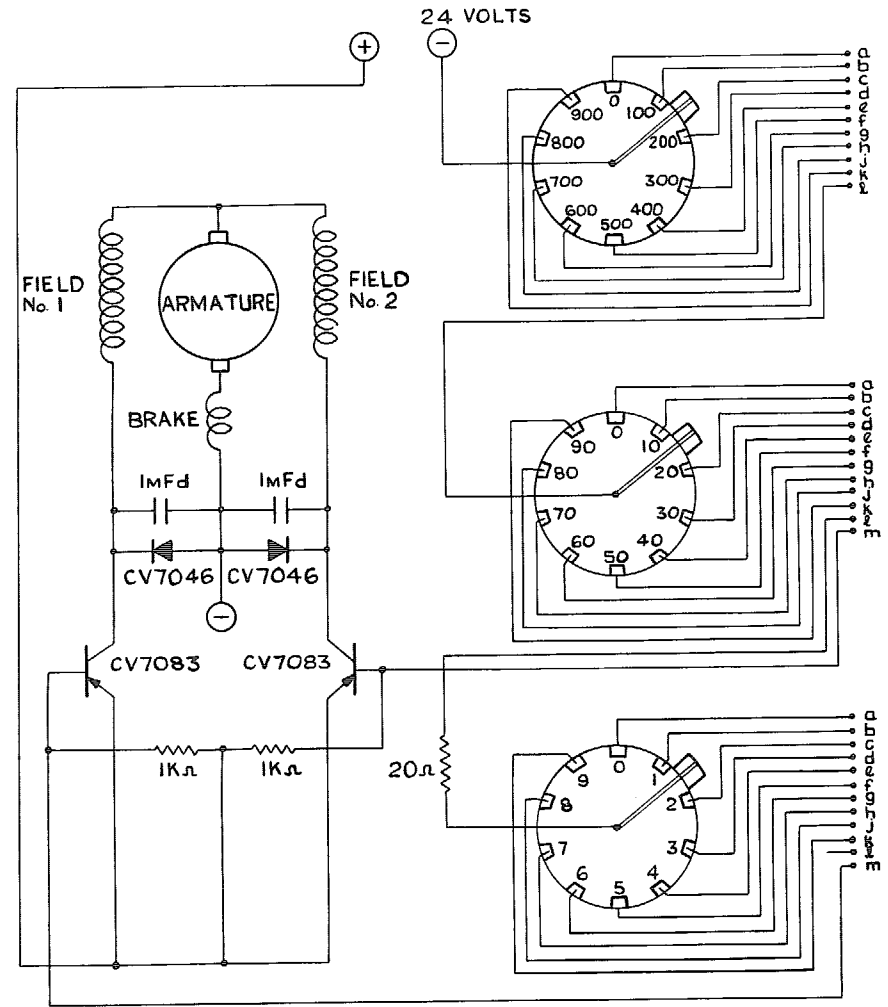 24 VOLTS
+
−
FIELD
No. 1
ARMATURE
FIELD
No. 2
BRAKE
1MFd
1MFd
CV7046
CV7046
−
CV7083
CV7083
1KΩ
1KΩ
20Ω
0
100
200
300
400
500
600
700
800
900
a
b
c
d
e
f
g
h
j
k
l
0
10
20
30
40
50
60
70
80
90
a
b
c
d
e
f
g
h
j
k
l
m
0
1
2
3
4
5
6
7
8
9
a
b
c
d
e
f
g
h
j
m